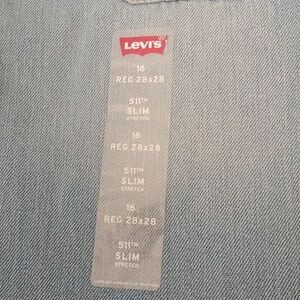 LEVI'S
16
REG 28x28
511™
SLIM
STRETCH
16
REG 28x28
511™
SLIM
STRETCH
16
REG 28x28
511™
SLIM
STRETCH